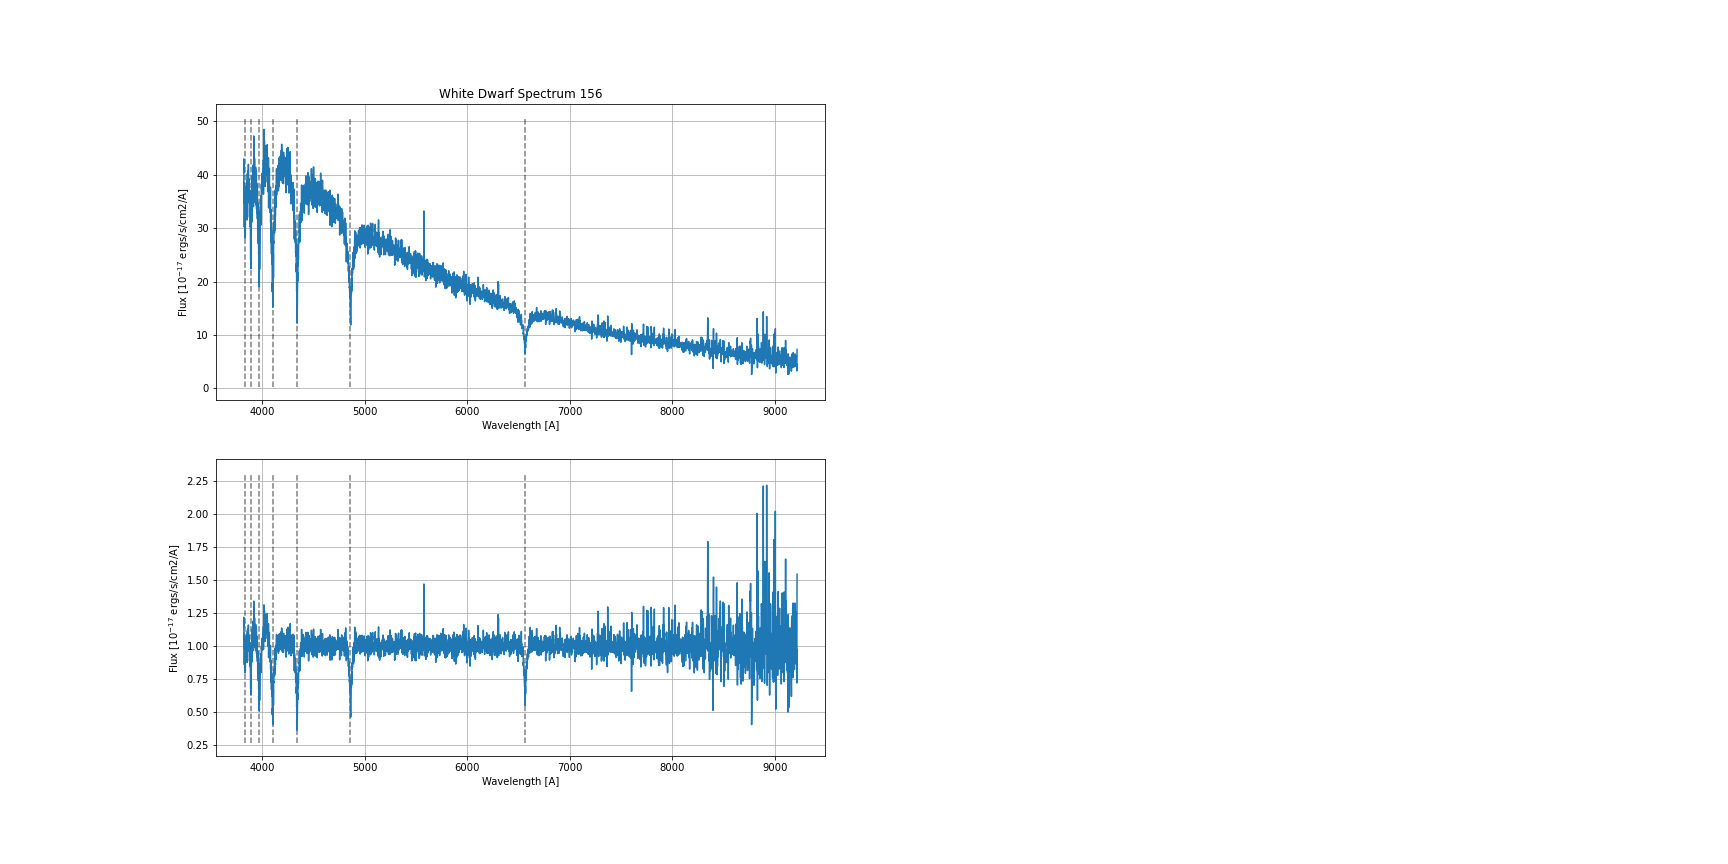 White Dwarf Spectrum 156
50
40
30
20
10
0
Flux [10⁻¹⁷ ergs/s/cm2/A]
4000 5000 6000 7000 8000 9000
Wavelength [A]
2.25
2.00
1.75
1.50
1.25
1.00
0.75
0.50
0.25
Flux [10⁻¹⁷ ergs/s/cm2/A]
4000 5000 6000 7000 8000 9000
Wavelength [A]